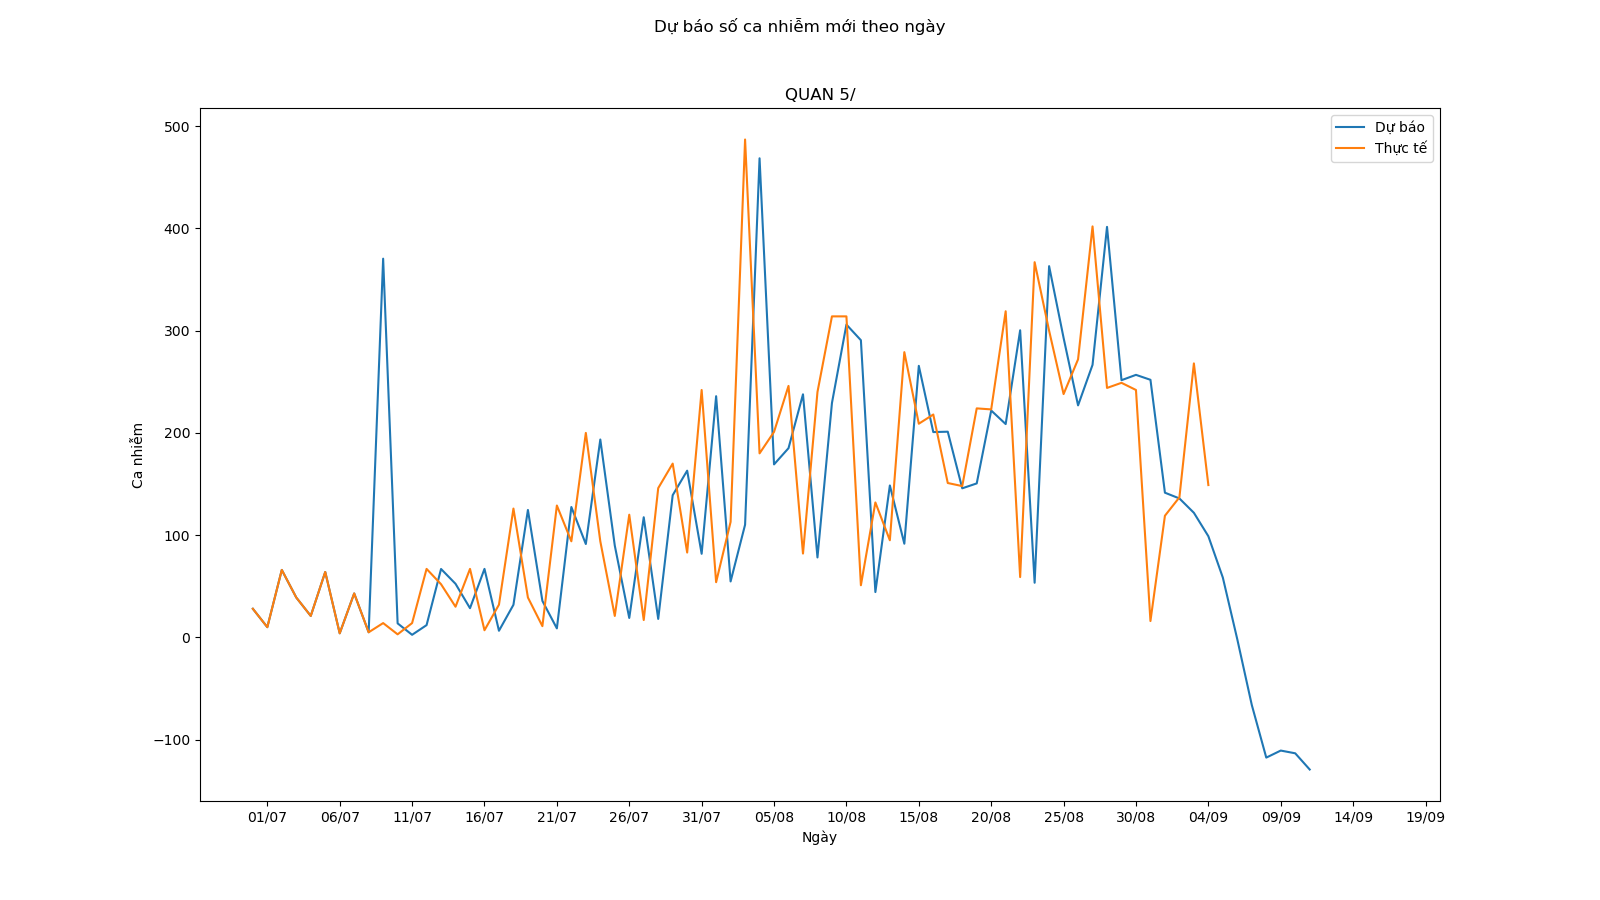 Dự báo số ca nhiễm mới theo ngày
QUAN 5/
Dự báo
Thực tế
500
400
300
200
100
0
−100
Ca nhiễm
01/07 06/07 11/07 16/07 21/07 26/07 31/07 05/08 10/08 15/08 20/08 25/08 30/08 04/09 09/09 14/09 19/09
Ngày